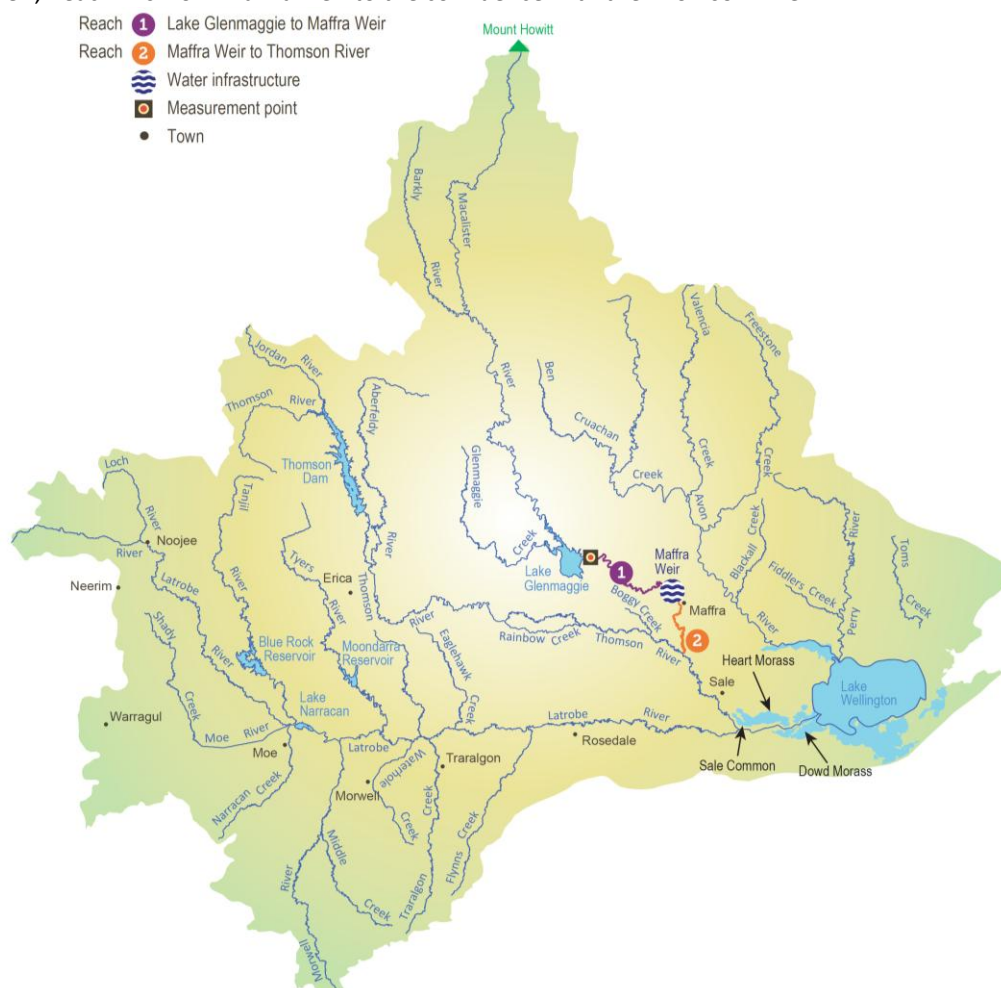 Reach 1 Lake Glenmaggie to Maffra Weir
Reach 2 Maffra Weir to Thomson River
Water infrastructure
Measurement point
Town
Mount Howitt
Barkly
River
Macalister
River
Jordan River
Thomson River
Aberfeldy
River
Thomson
Dam
Thomson
River
Glenmaggie
Creek
Ben
Cruachan
Creek
Valencia
Creek
Freestone
Creek
Avon
River
Blackall
Creek
Fiddlers Creek
Perry
River
Toms
Creek
Loch
River
Noojee
River
Neerim
Latrobe
River
Tanjil
River
Tyers
River
Erica
Lake
Glenmaggie
1
Maffra
Weir
Maffra
Boggy Creek
2
Rainbow Creek
Thomson
River
Eaglehawk
Creek
Shady
Creek
Blue Rock
Reservoir
Moondarra
Reservoir
Lake
Narracan
Warragul
Moe River
Moe
Narracan
Creek
Latrobe
Morwell
Waterhole
Creek
Traralgon
Traralgon
Creek
Middle
Creek
Morwell
River
Flynns
Creek
Latrobe River
Rosedale
Sale
Heart Morass
Lake
Wellington
Sale Common
Dowd Morass